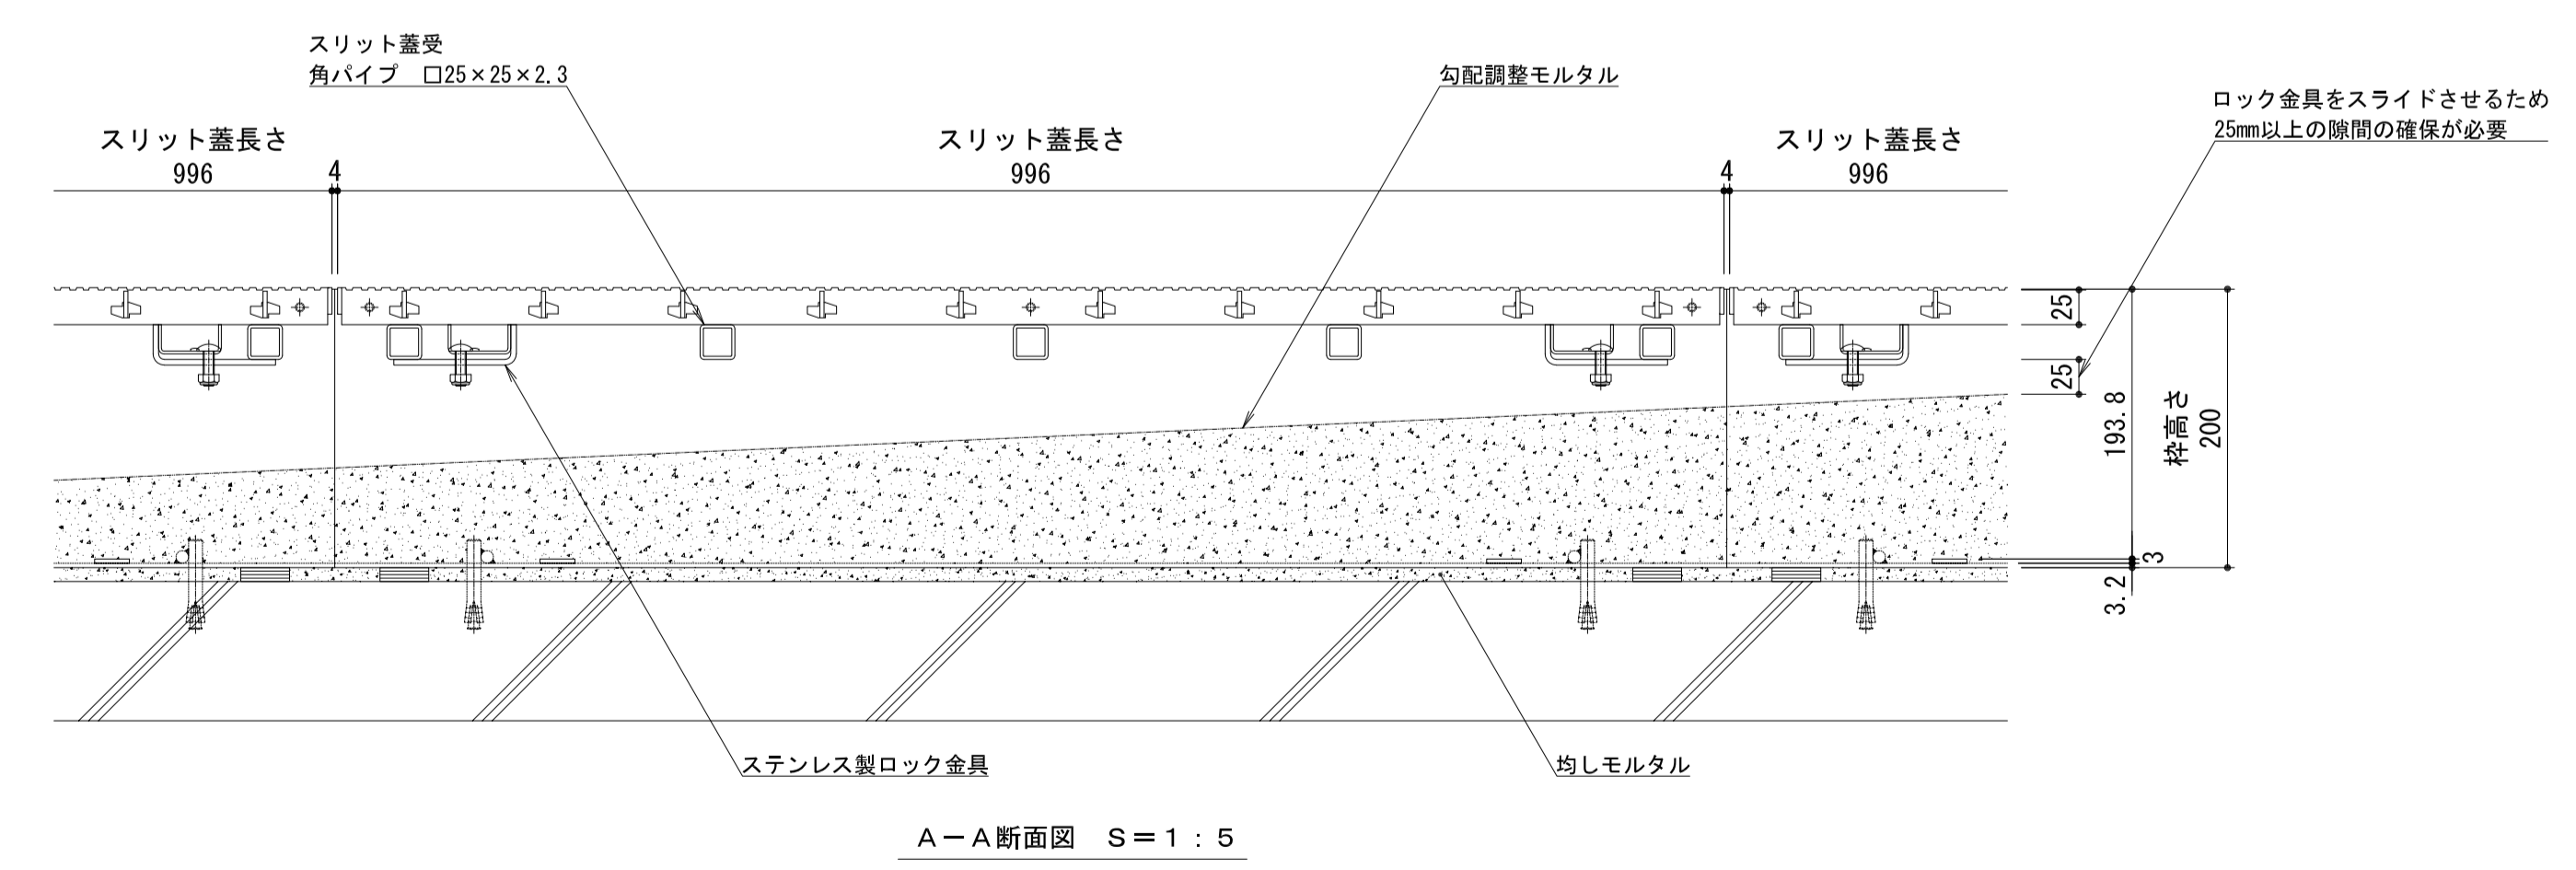 スリット蓋受
角パイプ　□25×25×2.3
勾配調整モルタル
ロック金具をスライドさせるため
25mm以上の隙間の確保が必要
スリット蓋長さ
996
4
スリット蓋長さ
996
4
スリット蓋長さ
996
25
25
193.8
枠高さ
200
3
3.2
ステンレス製ロック金具
均しモルタル
A－A断面図　S＝1：5